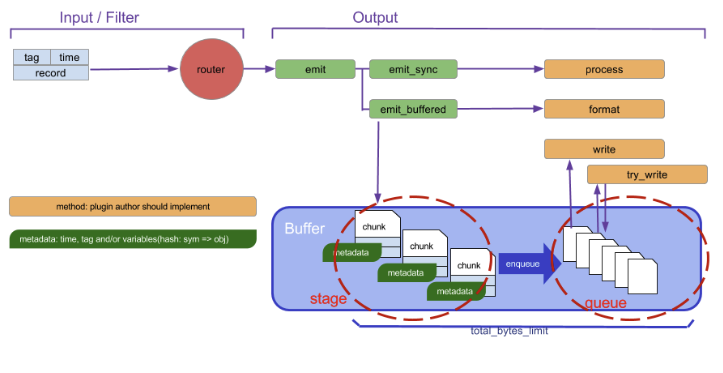 Input / Filter
Output
tag
time
record
router
emit
emit_sync
process
emit_buffered
format
write
try_write
method: plugin author should implement
metadata: time, tag and/or variables(hash: sym => obj)
Buffer
chunk
metadata
chunk
metadata
chunk
metadata
enqueue
stage
queue
total_bytes_limit